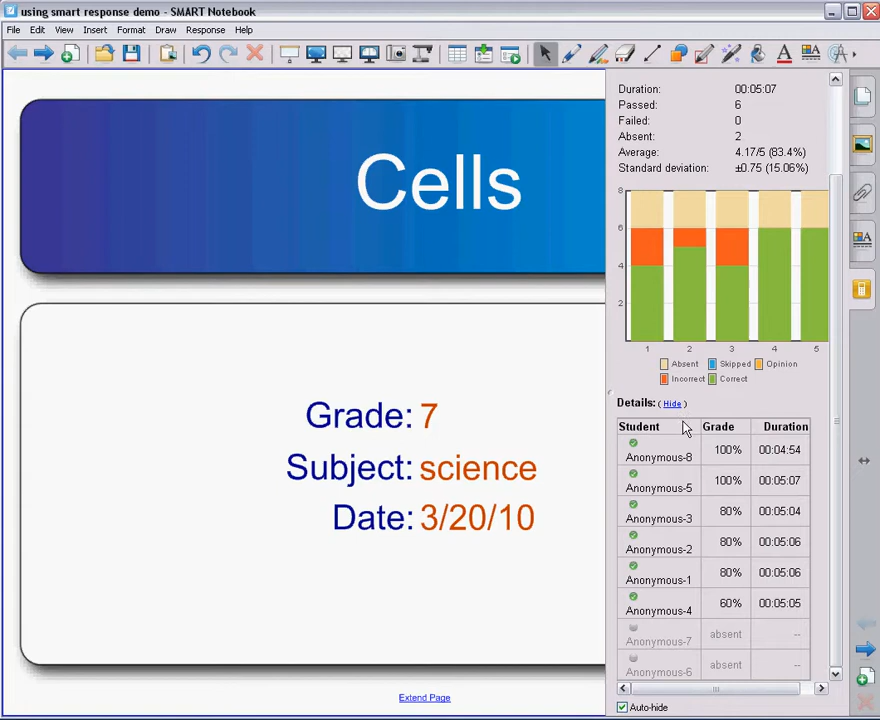 using smart response demo - SMART Notebook
File Edit View Insert Format Draw Response Help
Cells
Grade: 7
Subject: science
Date: 3/20/10
Extend Page
Duration: 00:05:07
Passed: 6
Failed: 0
Absent: 2
Average: 4.17/5 (83.4%)
Standard deviation: ±0.75 (15.06%)
8
6
4
2
1 2 3 4 5
Absent Skipped Opinion
Incorrect Correct
Details: ( Hide )
Student Grade Duration
Anonymous-8 100% 00:04:54
Anonymous-5 100% 00:05:07
Anonymous-3 80% 00:05:04
Anonymous-2 80% 00:05:06
Anonymous-1 80% 00:05:06
Anonymous-4 60% 00:05:05
Anonymous-7 absent --
Anonymous-6 absent --
Auto-hide